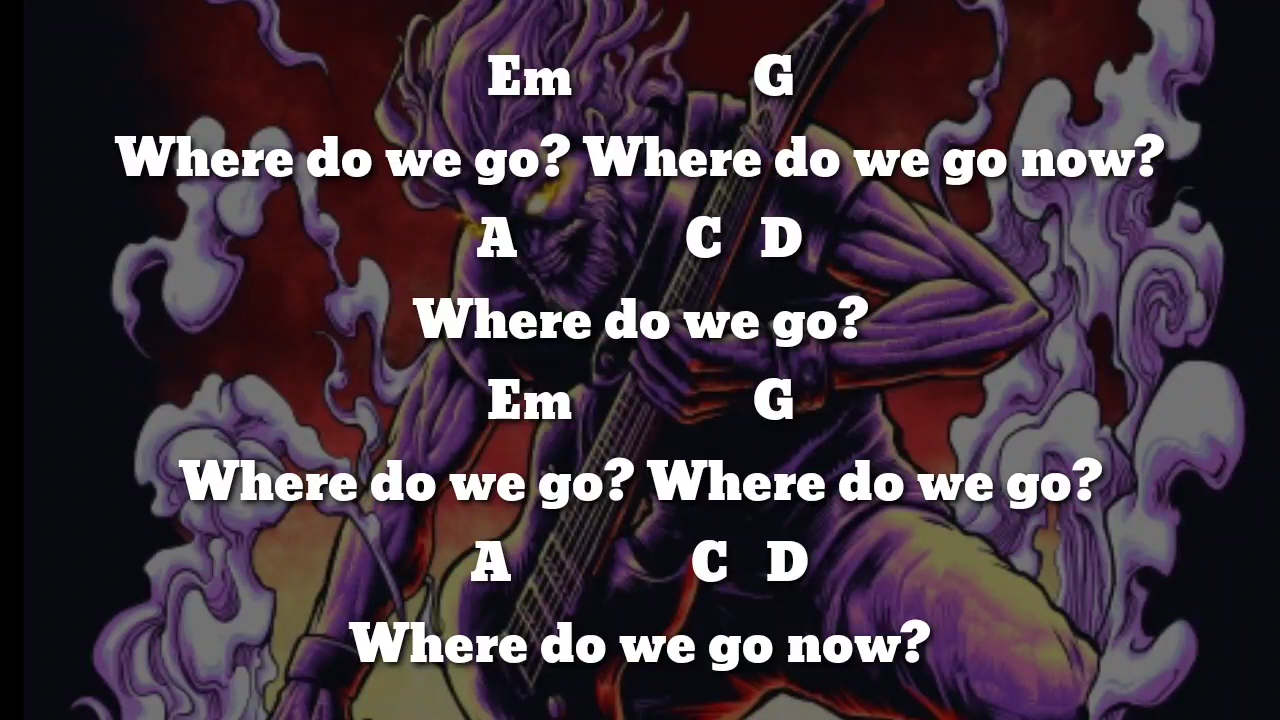 Em G
Where do we go? Where do we go now?
A C D
Where do we go?
Em G
Where do we go? Where do we go?
A C D
Where do we go now?